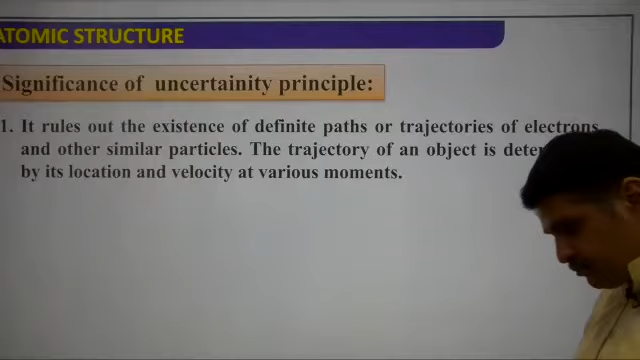 ATOMIC STRUCTURE
Significance of uncertainity principle:
1. It rules out the existence of definite paths or trajectories of electrons
and other similar particles. The trajectory of an object is
by its location and velocity at various moments.